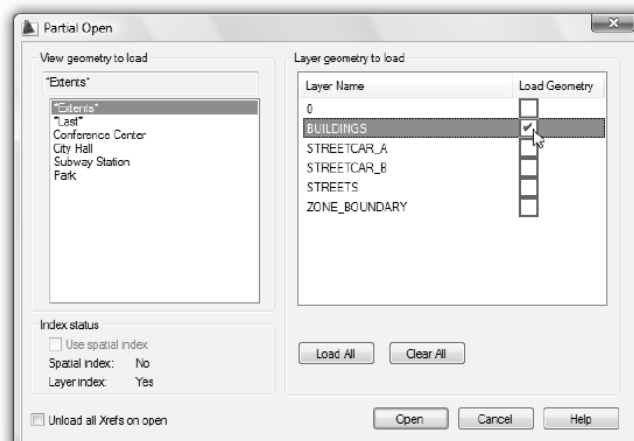 Partial Open
View geometry to load
*Extents*
*Extents*
*Last*
Conference Center
City Hall
Subway Station
Park
Index status
Use spatial index
Spatial index: No
Layer index: Yes
Unload all Xrefs on open
Layer geometry to load
Layer Name Load Geometry
0
BUILDINGS
STREETCAR_A
STREETCAR_B
STREETS
ZONE_BOUNDARY
Load All Clear All
Open Cancel Help